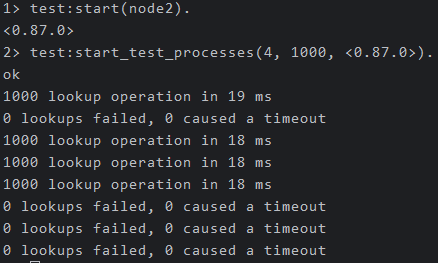 1> test:start(node2).
<0.87.0>
2> test:start_test_processes(4, 1000, <0.87.0>).
ok
1000 lookup operation in 19 ms
0 lookups failed, 0 caused a timeout
1000 lookup operation in 18 ms
1000 lookup operation in 18 ms
1000 lookup operation in 18 ms
0 lookups failed, 0 caused a timeout
0 lookups failed, 0 caused a timeout
0 lookups failed, 0 caused a timeout